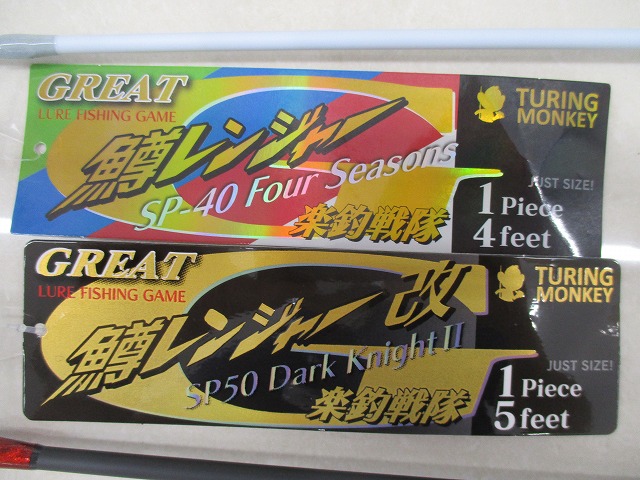 GREAT
LURE FISHING GAME
鱒レンジャー
SP-40 Four Seasons
楽釣戦隊
TURING
MONKEY
JUST SIZE!
1 Piece
4 feet
GREAT
LURE FISHING GAME
鱒レンジャー改
SP50 Dark Knight II
楽釣戦隊
TURING
MONKEY
JUST SIZE!
1 Piece
5 feet